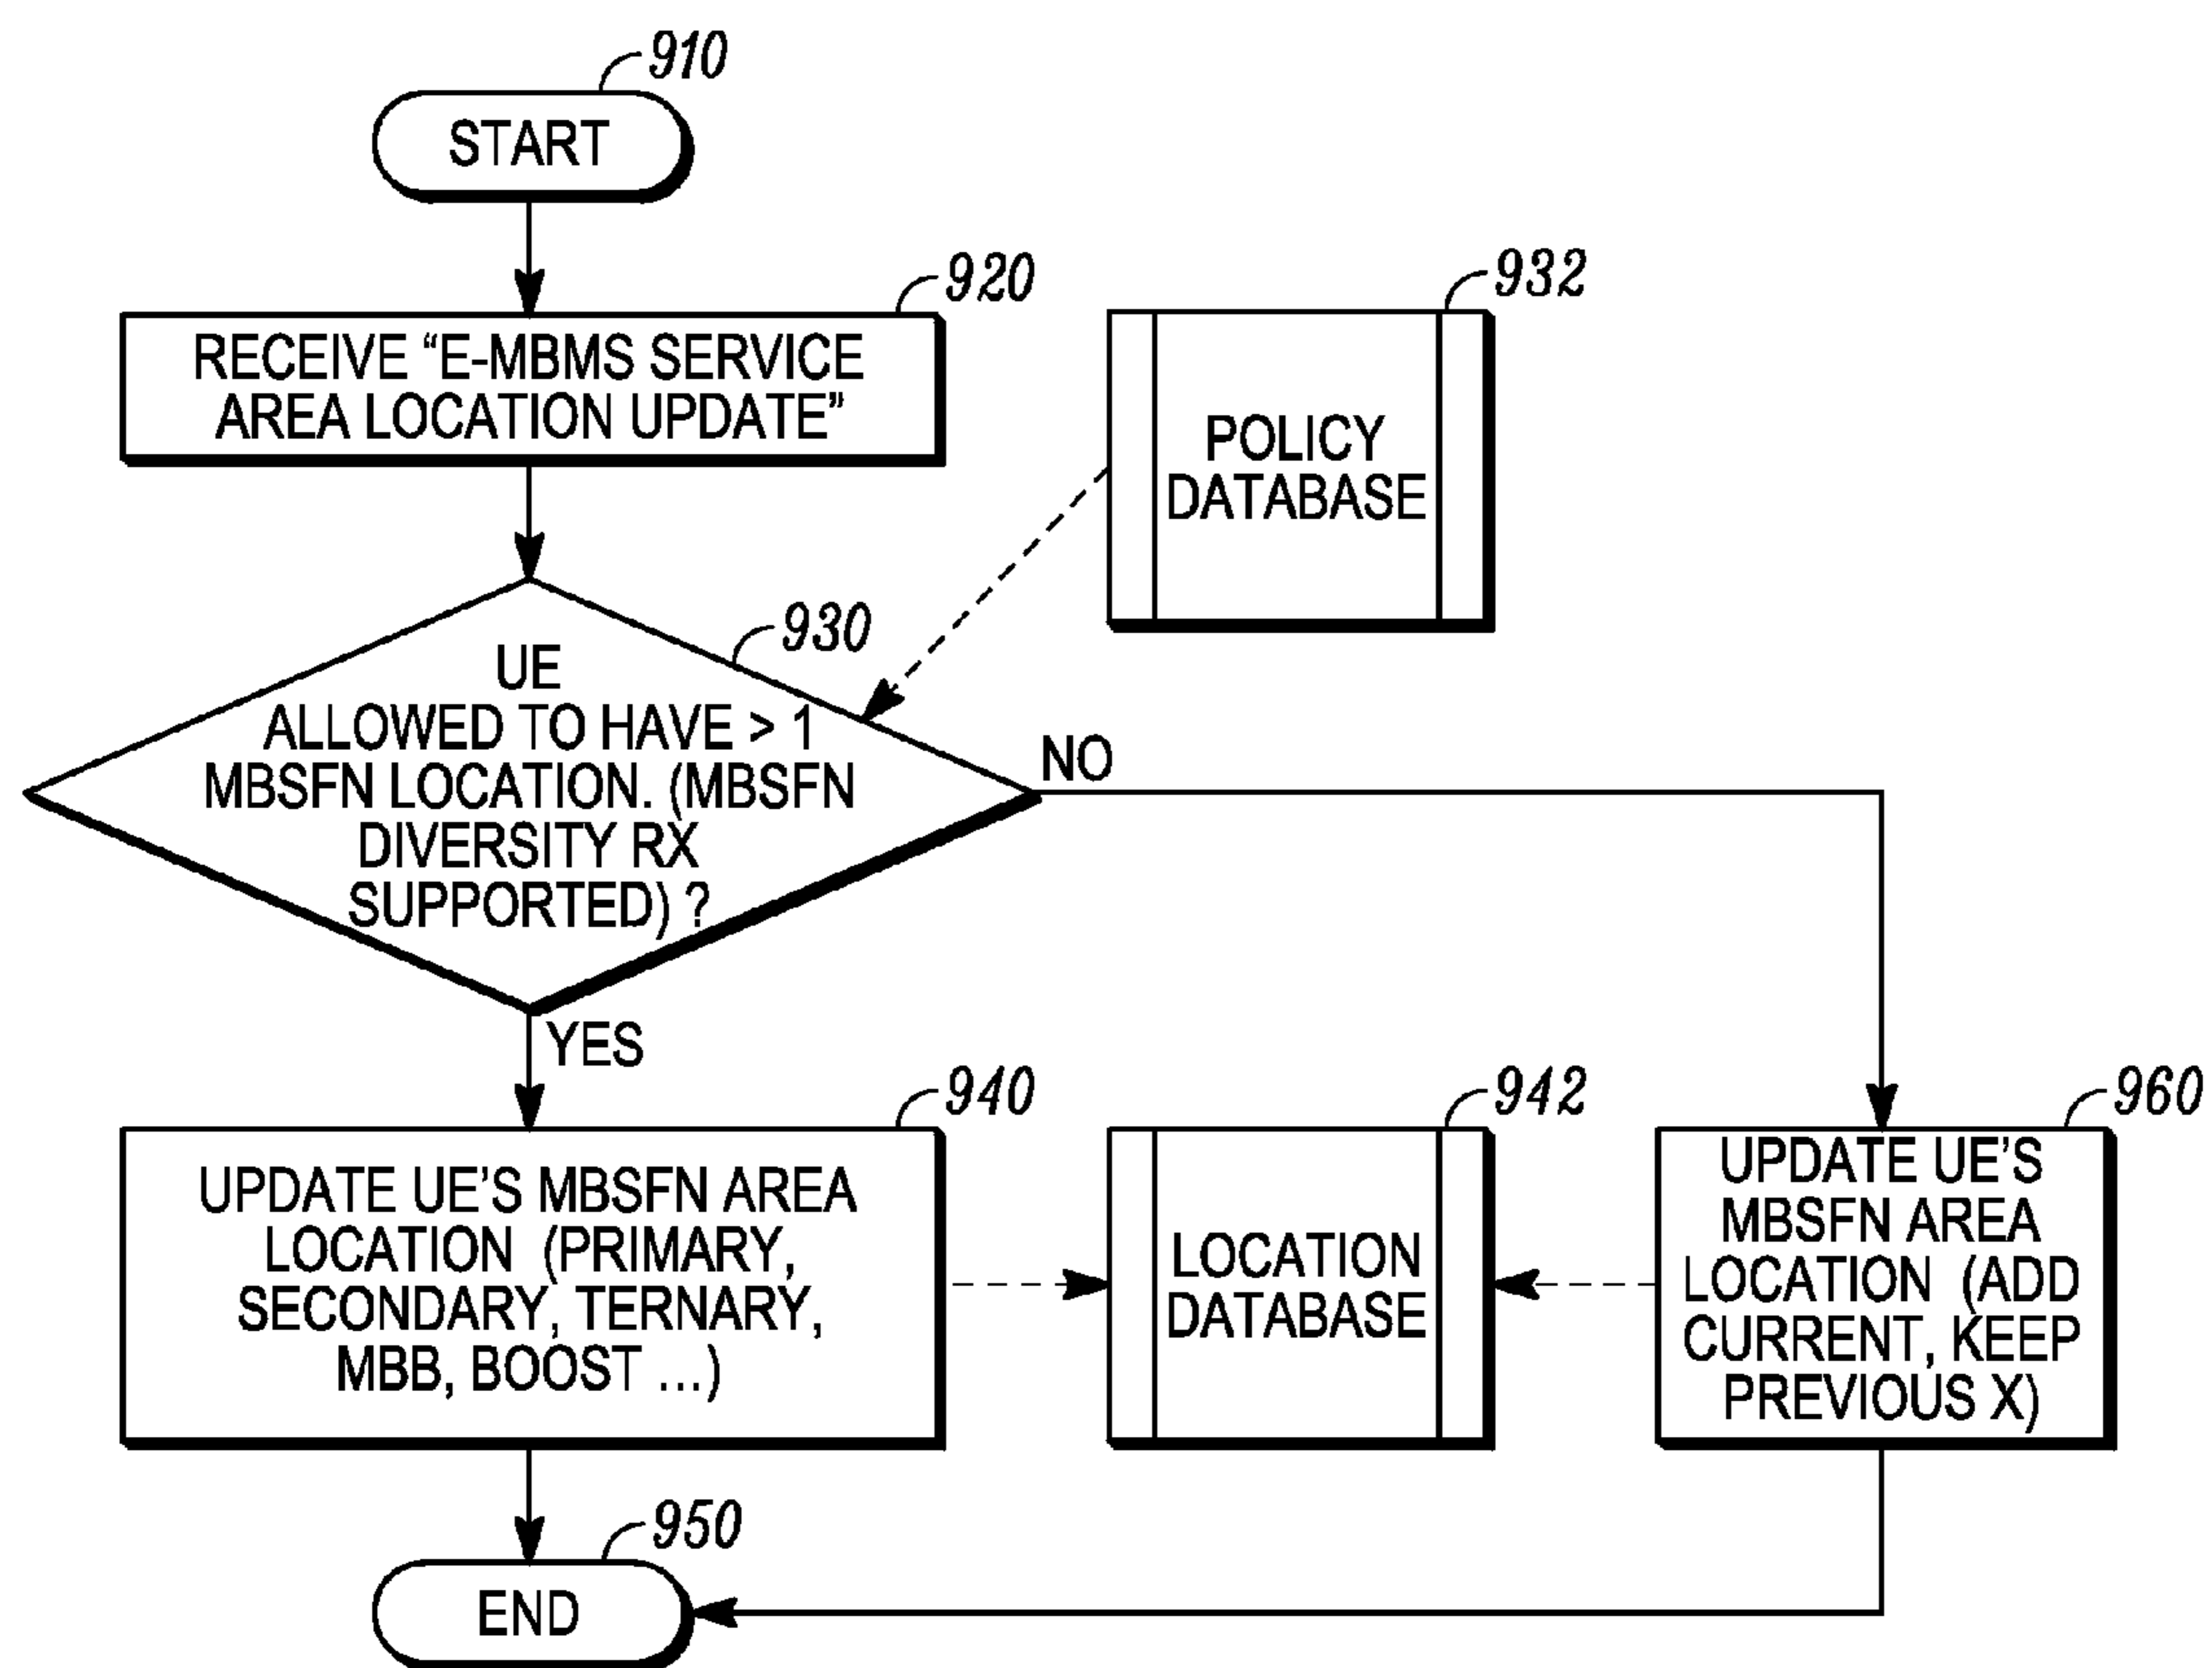 910
START
920
RECEIVE “E-MBMS SERVICE
AREA LOCATION UPDATE”
932
POLICY
DATABASE
930
UE
ALLOWED TO HAVE > 1
MBSFN LOCATION. (MBSFN
DIVERSITY RX
SUPPORTED) ?
NO
YES
940
UPDATE UE’S MBSFN AREA
LOCATION (PRIMARY,
SECONDARY, TERNARY,
MBB, BOOST ...)
942
LOCATION
DATABASE
960
UPDATE UE’S
MBSFN AREA
LOCATION (ADD
CURRENT, KEEP
PREVIOUS X)
950
END